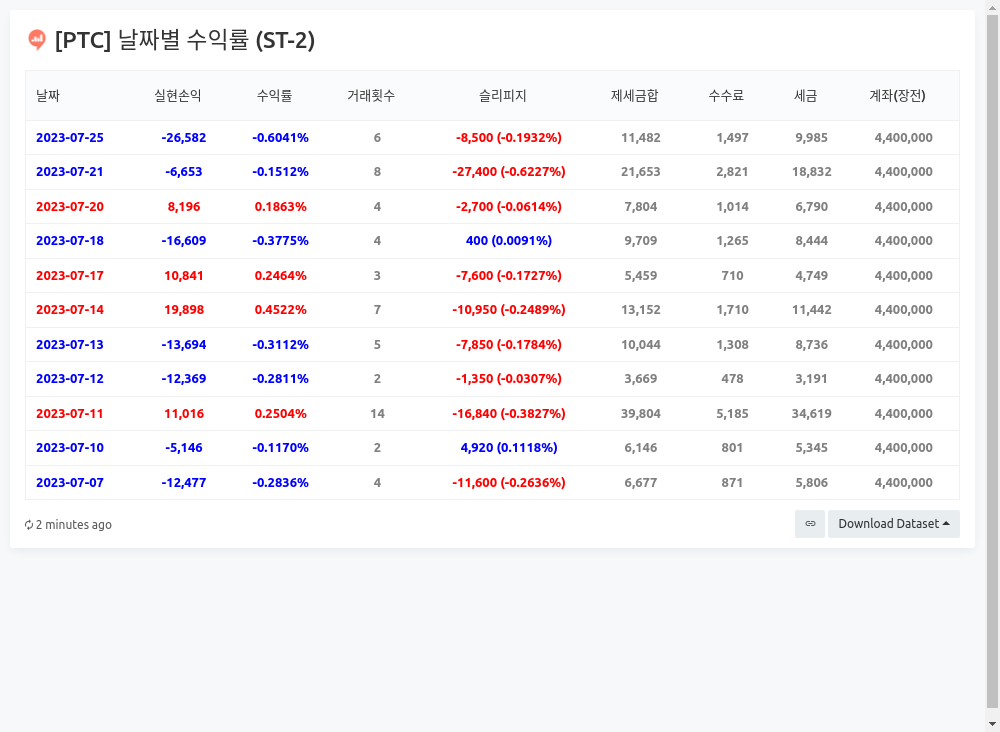 [PTC] 날짜별 수익률 (ST-2)
날짜 실현손익 수익률 거래횟수 슬리피지 제세금합 수수료 세금 계좌(장전)
2023-07-25 -26,582 -0.6041% 6 -8,500 (-0.1932%) 11,482 1,497 9,985 4,400,000
2023-07-21 -6,653 -0.1512% 8 -27,400 (-0.6227%) 21,653 2,821 18,832 4,400,000
2023-07-20 8,196 0.1863% 4 -2,700 (-0.0614%) 7,804 1,014 6,790 4,400,000
2023-07-18 -16,609 -0.3775% 4 400 (0.0091%) 9,709 1,265 8,444 4,400,000
2023-07-17 10,841 0.2464% 3 -7,600 (-0.1727%) 5,459 710 4,749 4,400,000
2023-07-14 19,898 0.4522% 7 -10,950 (-0.2489%) 13,152 1,710 11,442 4,400,000
2023-07-13 -13,694 -0.3112% 5 -7,850 (-0.1784%) 10,044 1,308 8,736 4,400,000
2023-07-12 -12,369 -0.2811% 2 -1,350 (-0.0307%) 3,669 478 3,191 4,400,000
2023-07-11 11,016 0.2504% 14 -16,840 (-0.3827%) 39,804 5,185 34,619 4,400,000
2023-07-10 -5,146 -0.1170% 2 4,920 (0.1118%) 6,146 801 5,345 4,400,000
2023-07-07 -12,477 -0.2836% 4 -11,600 (-0.2636%) 6,677 871 5,806 4,400,000
2 minutes ago Download Dataset